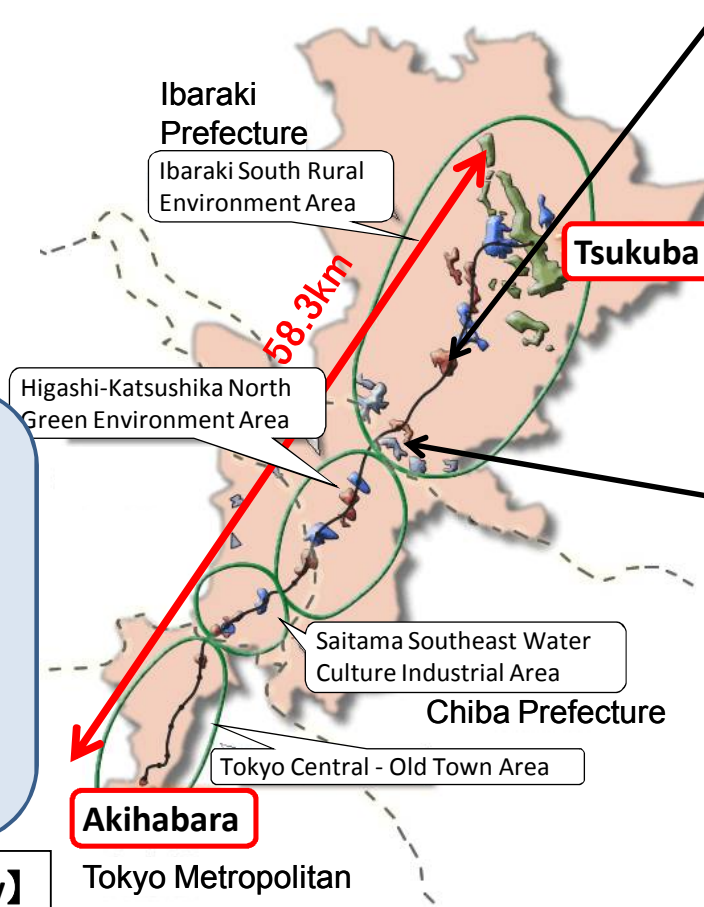 Ibaraki
Prefecture
Ibaraki South Rural
Environment Area
Tsukuba
58.3km
Higashi-Katsushika North
Green Environment Area
Saitama Southeast Water
Culture Industrial Area
Chiba Prefecture
Tokyo Central - Old Town Area
Akihabara
Tokyo Metropolitan